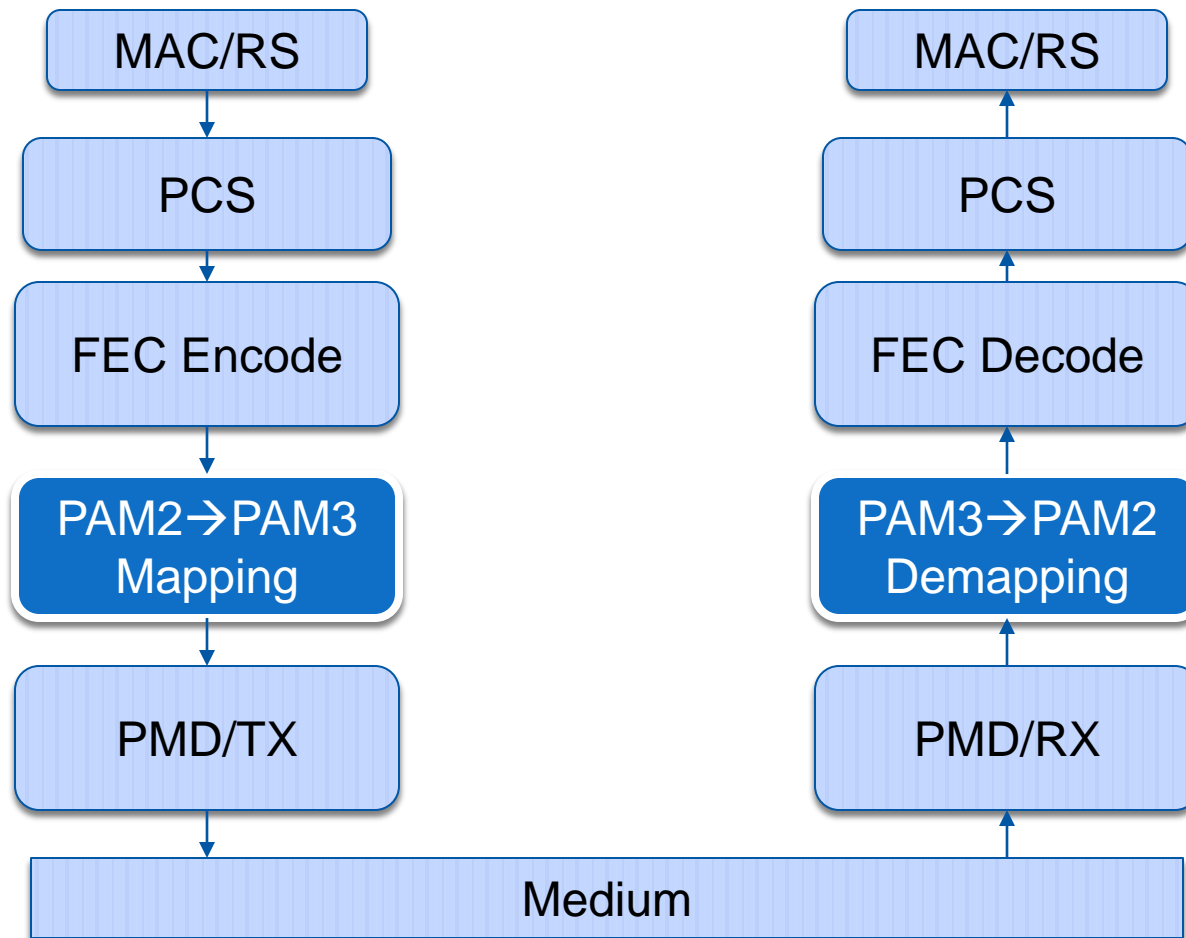 MAC/RS
PCS
FEC Encode
PAM2→PAM3
Mapping
PMD/TX
MAC/RS
PCS
FEC Decode
PAM3→PAM2
Demapping
PMD/RX
Medium